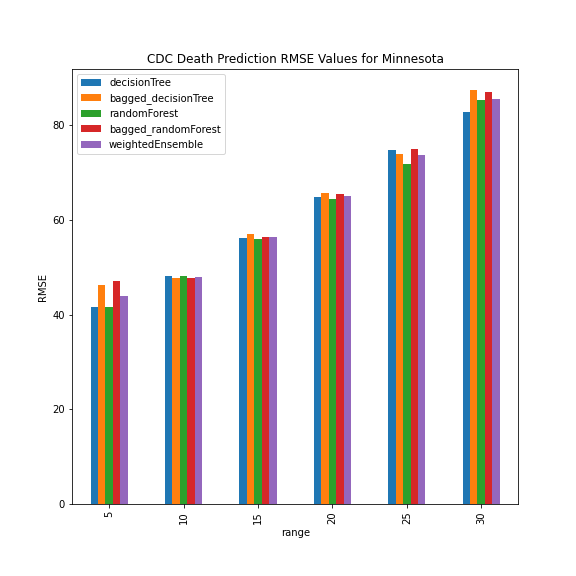 CDC Death Prediction RMSE Values for Minnesota
decisionTree
bagged_decisionTree
randomForest
bagged_randomForest
weightedEnsemble
80
60
40
20
0
RMSE
5
10
15
20
25
30
range